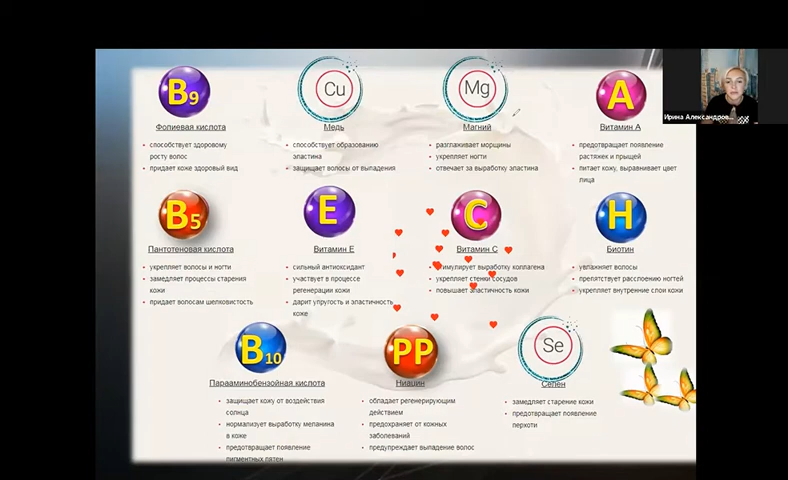 B9
Cu
Mg
A
Ирина Александров...
Фолиевая кислота
Медь
Магний
Витамин А
способствует здоровому
росту волос
придает коже здоровый вид
способствует образованию
эластина
защищает волосы от выпадения
разглаживает морщины
укрепляет ногти
отвечает за выработку эластина
предотвращает появление
растяжек и прыщей
питает кожу, выравнивает цвет
лица
B5
E
C
H
Пантотеновая кислота
Витамин Е
Витамин С
Биотин
укрепляет волосы и ногти
замедляет процессы старения
кожи
придает волосам шелковистость
сильный антиоксидант
участвует в процессе
регенерации кожи
дарит упругость и эластичность
коже
стимулирует выработку коллагена
укрепляет стенки сосудов
повышает эластичность кожи
увлажняет волосы
препятствует расслоению ногтей
укрепляет внутренние слои кожи
B10
PP
Se
Парааминобензойная кислота
Ниацин
Селен
защищает кожу от воздействия
солнца
нормализует выработку меланина
в коже
предотвращает появление
пигментных пятен
обладает регенерирующим
действием
предохраняет от кожных
заболеваний
предупреждает выпадение волос
замедляет старение кожи
предотвращает появление
перхоти